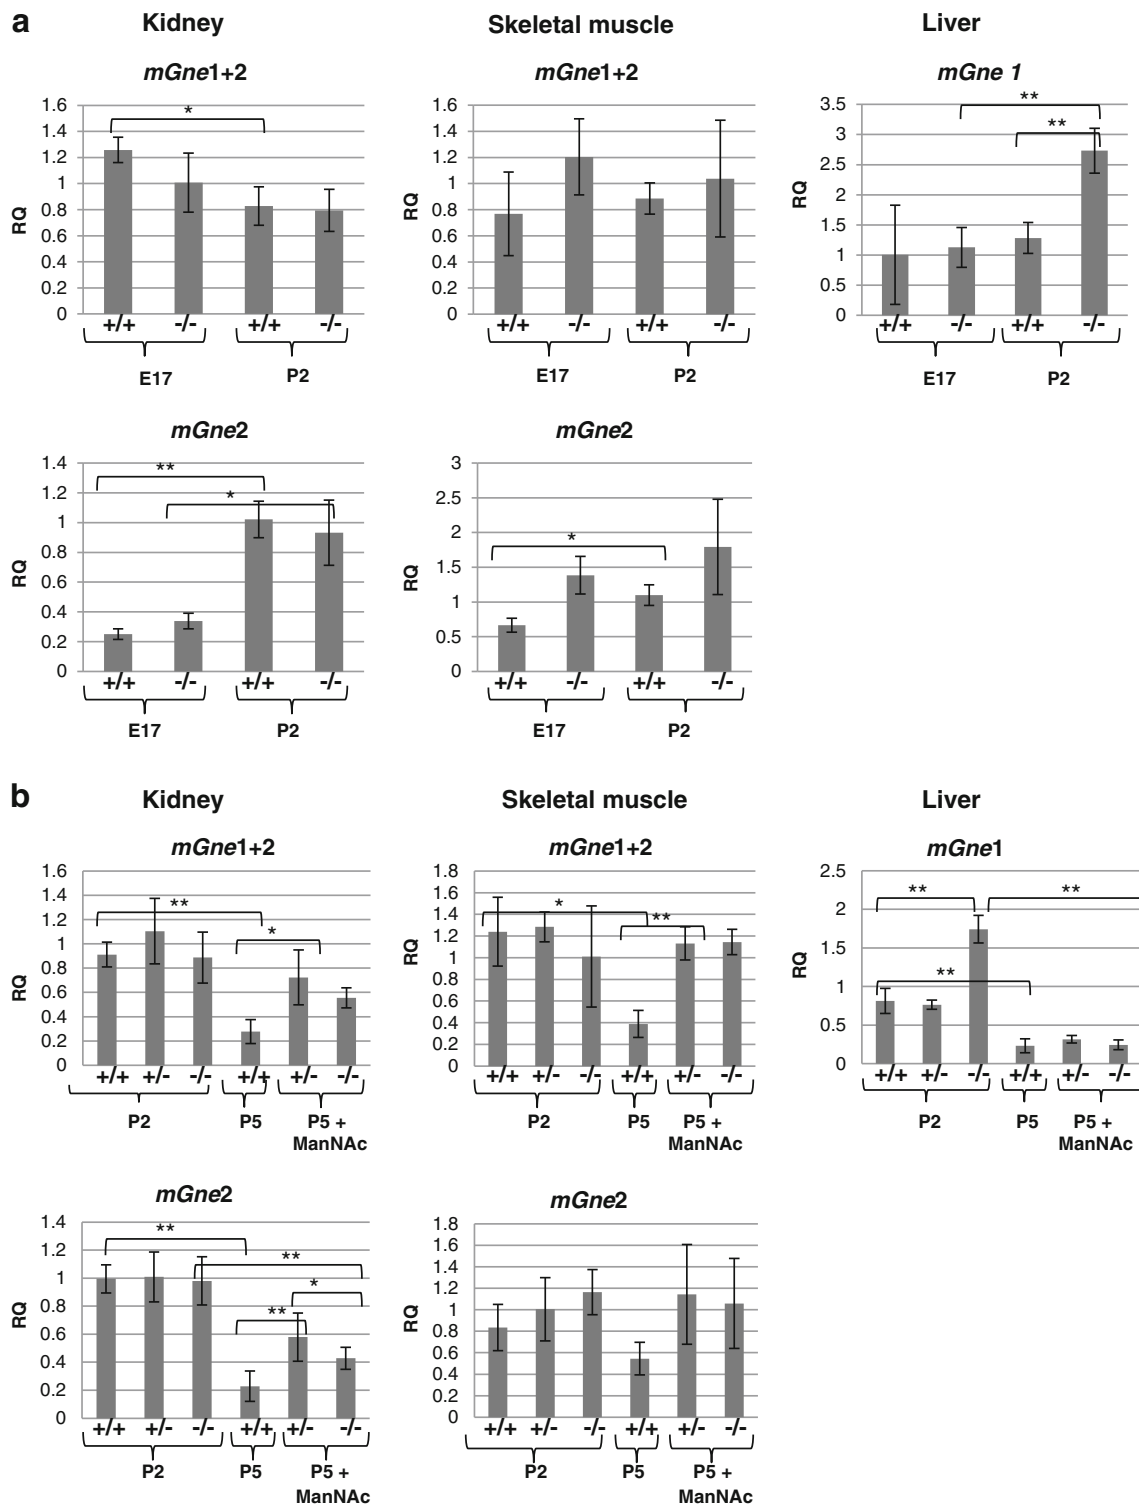 a
Kidney
Skeletal muscle
Liver
mGne1+2
mGne1+2
mGne 1
RQ
1.6
1.4
1.2
1
0.8
0.6
0.4
0.2
0
*
+/+ -/- +/+ -/-
E17 P2
RQ
1.6
1.4
1.2
1
0.8
0.6
0.4
0.2
0
+/+ -/- +/+ -/-
E17 P2
RQ
3.5
3
2.5
2
1.5
1
0.5
0
**
**
+/+ -/- +/+ -/-
E17 P2
mGne2
mGne2
RQ
1.4
1.2
1
0.8
0.6
0.4
0.2
0
**
*
+/+ -/- +/+ -/-
E17 P2
RQ
3
2.5
2
1.5
1
0.5
0
*
+/+ -/- +/+ -/-
E17 P2
b
Kidney
Skeletal muscle
Liver
mGne1+2
mGne1+2
mGne1
RQ
1.6
1.4
1.2
1
0.8
0.6
0.4
0.2
0
**
*
+/+ +/- -/- +/+ +/- -/-
P2 P5 P5 +
ManNAc
RQ
1.8
1.6
1.4
1.2
1
0.8
0.6
0.4
0.2
0
*
**
+/+ +/- -/- +/+ +/- -/-
P2 P5 P5 +
ManNAc
RQ
2.5
2
1.5
1
0.5
0
** **
**
+/+ +/- -/- +/+ +/- -/-
P2 P5 P5 +
ManNAc
mGne2
mGne2
RQ
1.4
1.2
1
0.8
0.6
0.4
0.2
0
**
**
*
**
+/+ +/- -/- +/+ +/- -/-
P2 P5 P5 +
ManNAc
RQ
1.8
1.6
1.4
1.2
1
0.8
0.6
0.4
0.2
0
+/+ +/- -/- +/+ +/- -/-
P2 P5 P5 +
ManNAc